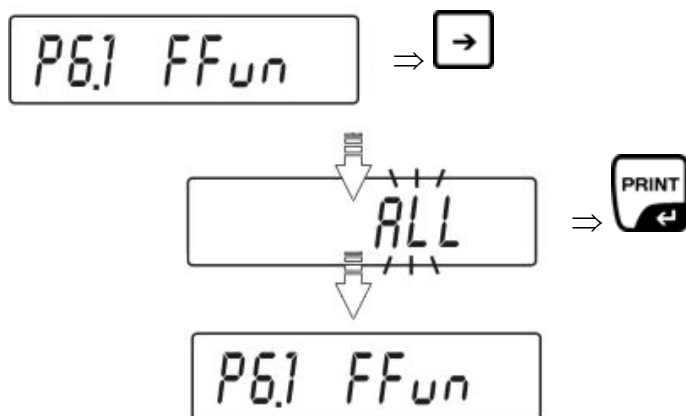 P6.1 FFun ⇒ →
ALL ⇒ PRINT
P6.1 FFun